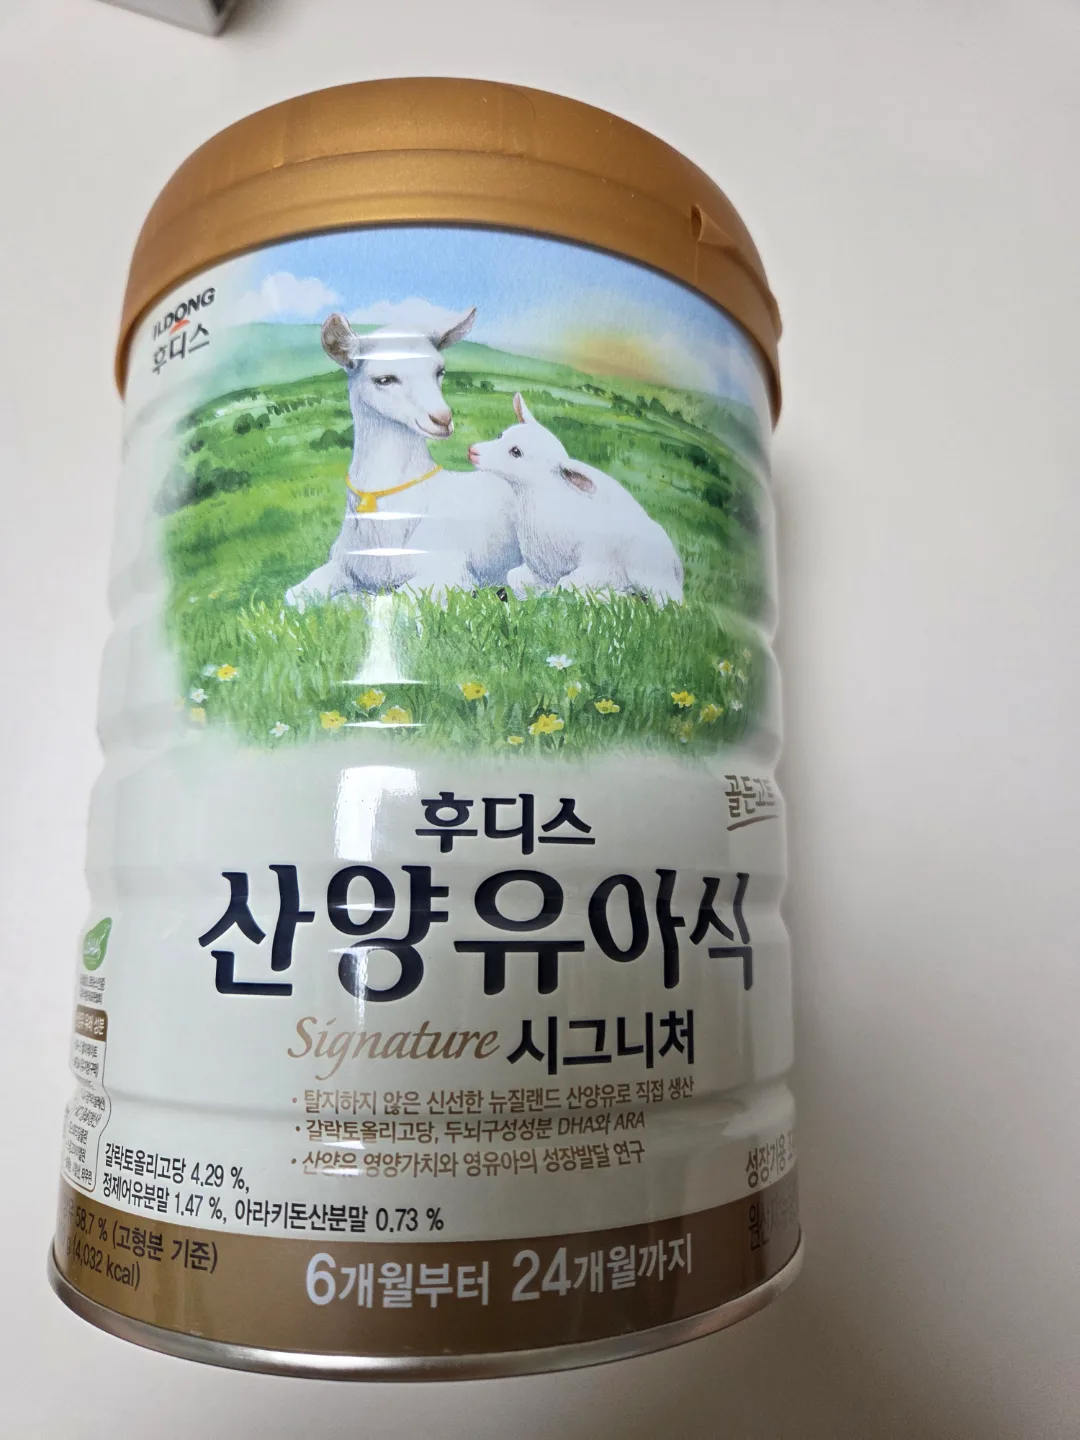 ILDONG
후디스
골든고트
후디스
산양유아식
Signature 시그니처
· 탈지하지 않은 신선한 뉴질랜드 산양유로 직접 생산
· 갈락토올리고당, 두뇌구성성분 DHA와 ARA
· 산양유 영양가치와 영유아의 성장발달 연구
갈락토올리고당 4.29 %,
정제어유분말 1.47 %, 아라키돈산분말 0.73 %
성장기용
58.7 % (고형분 기준)
(4,032 kcal)
6개월부터 24개월까지